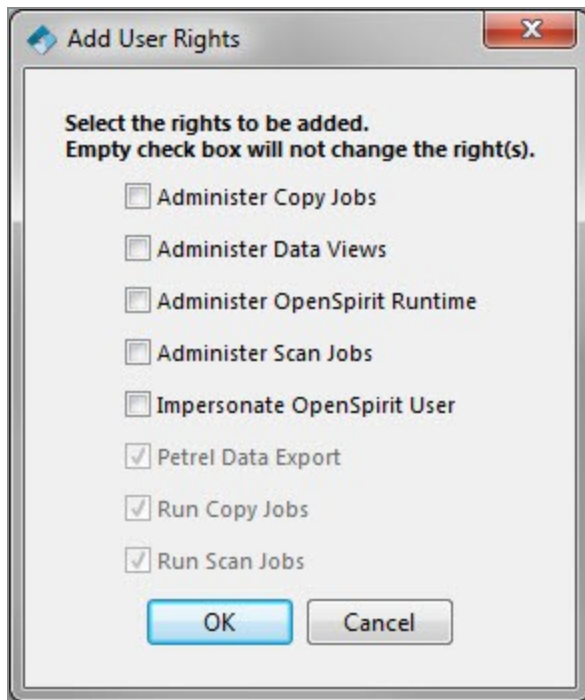 Add User Rights
Select the rights to be added.
Empty check box will not change the right(s).
Administer Copy Jobs
Administer Data Views
Administer OpenSpirit Runtime
Administer Scan Jobs
Impersonate OpenSpirit User
Petrel Data Export
Run Copy Jobs
Run Scan Jobs
OK Cancel